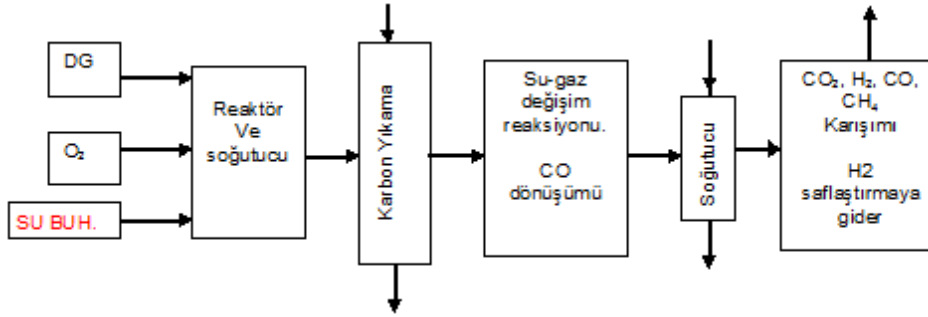 DG
O₂
SU BUH.
Reaktör
Ve
soğutucu
Karbon Yıkama
Su-gaz
değişim
reaksiyonu.
CO
dönüşümü
Soğutucu
CO₂, H₂, CO,
CH₄
Karışımı
H2
saflaştırmaya
gider